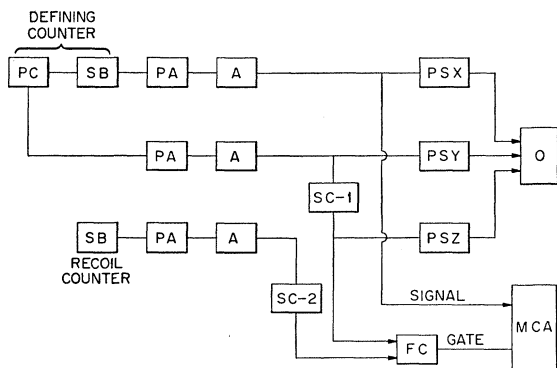 DEFINING
COUNTER
PC SB PA A PSX
PA A PSY O
SC-1
SB PA A PSZ
RECOIL
COUNTER
SC-2
SIGNAL
MCA
FC GATE